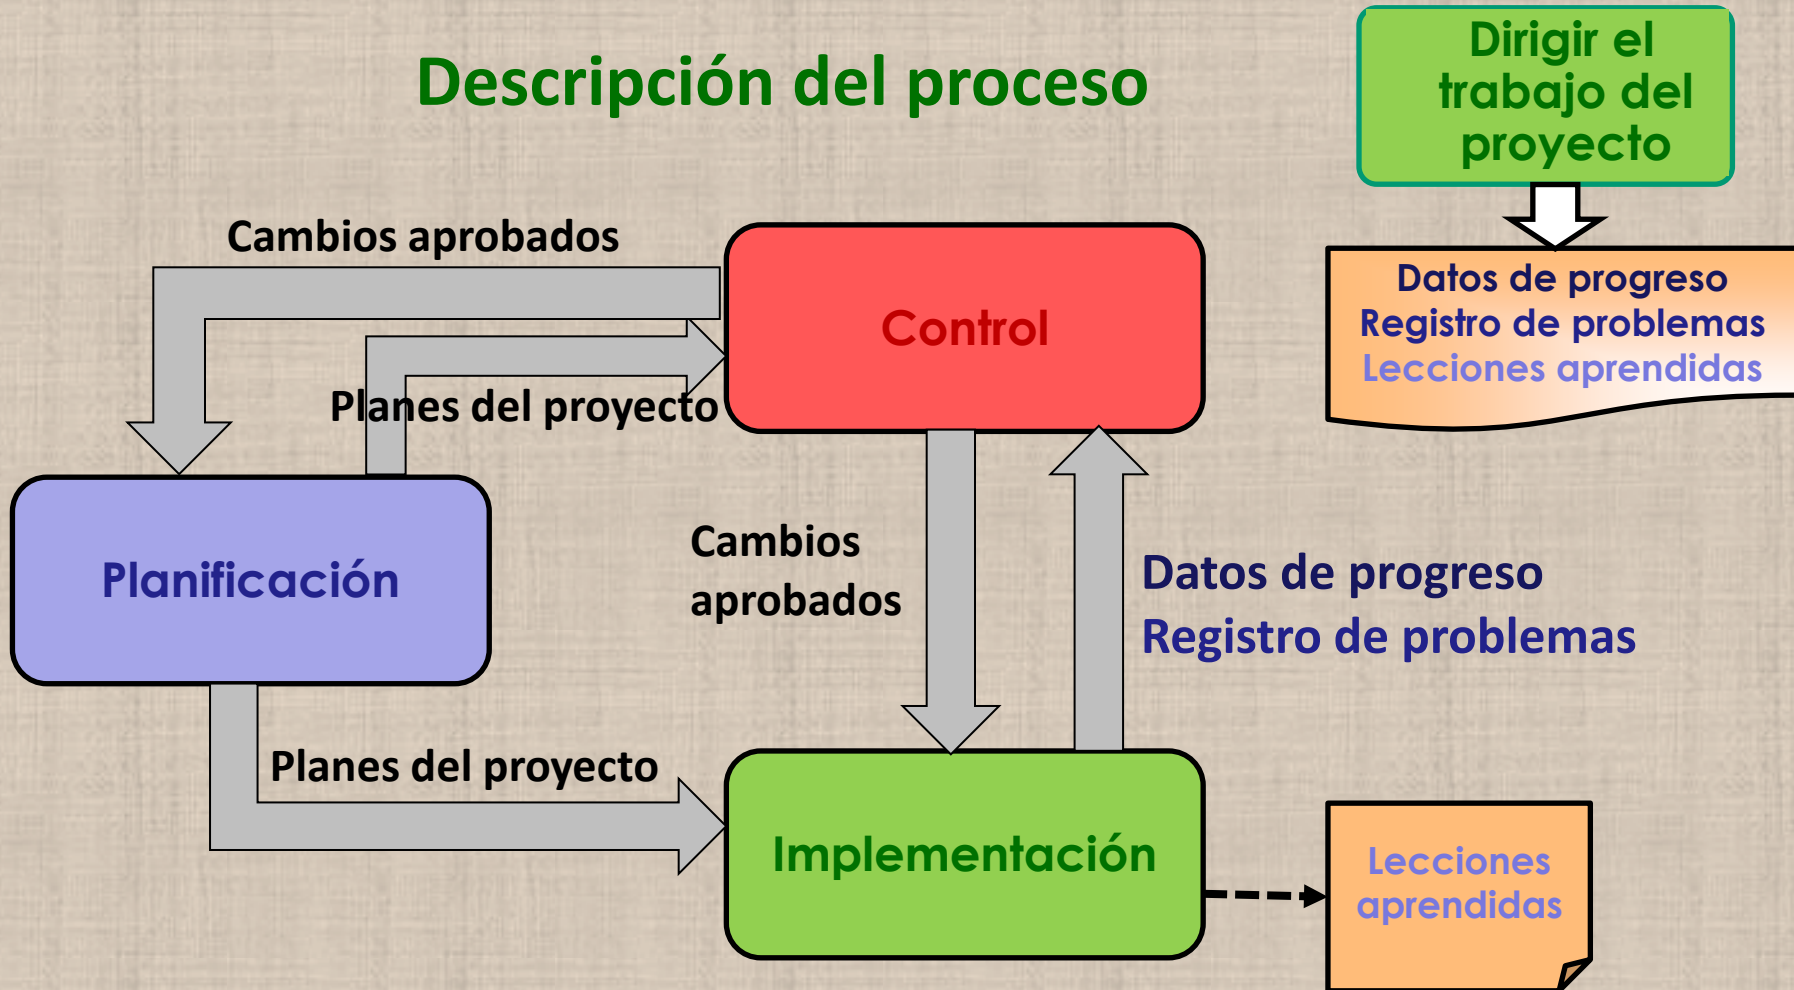 Descripción del proceso
Dirigir el
trabajo del
proyecto
Cambios aprobados
Control
Datos de progreso
Registro de problemas
Lecciones aprendidas
Planes del proyecto
Planificación
Cambios
aprobados
Datos de progreso
Registro de problemas
Planes del proyecto
Implementación
Lecciones
aprendidas